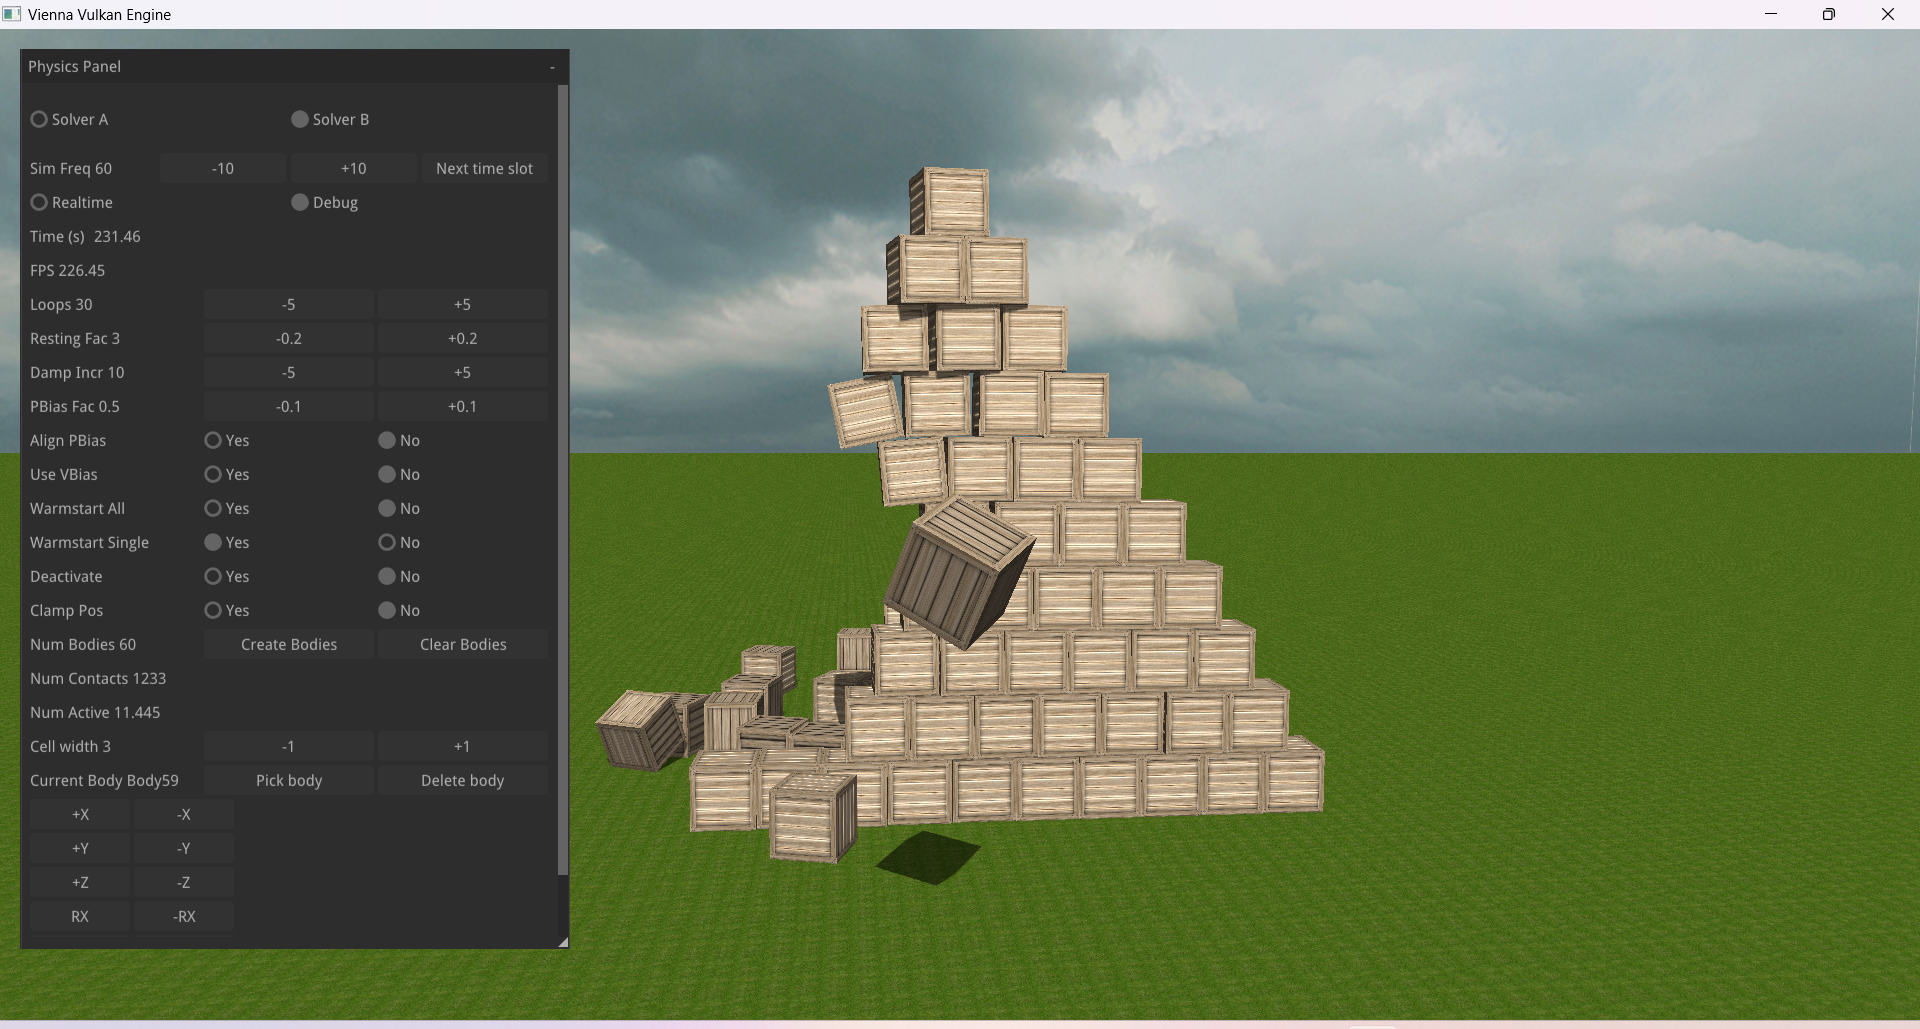 Vienna Vulkan Engine
Physics Panel -
Solver A Solver B
Sim Freq 60 -10 +10 Next time slot
Realtime Debug
Time (s) 231.46
FPS 226.45
Loops 30 -5 +5
Resting Fac 3 -0.2 +0.2
Damp Incr 10 -5 +5
PBias Fac 0.5 -0.1 +0.1
Align PBias Yes No
Use VBias Yes No
Warmstart All Yes No
Warmstart Single Yes No
Deactivate Yes No
Clamp Pos Yes No
Num Bodies 60 Create Bodies Clear Bodies
Num Contacts 1233
Num Active 11.445
Cell width 3 -1 +1
Current Body Body59 Pick body Delete body
+X -X
+Y -Y
+Z -Z
RX -RX